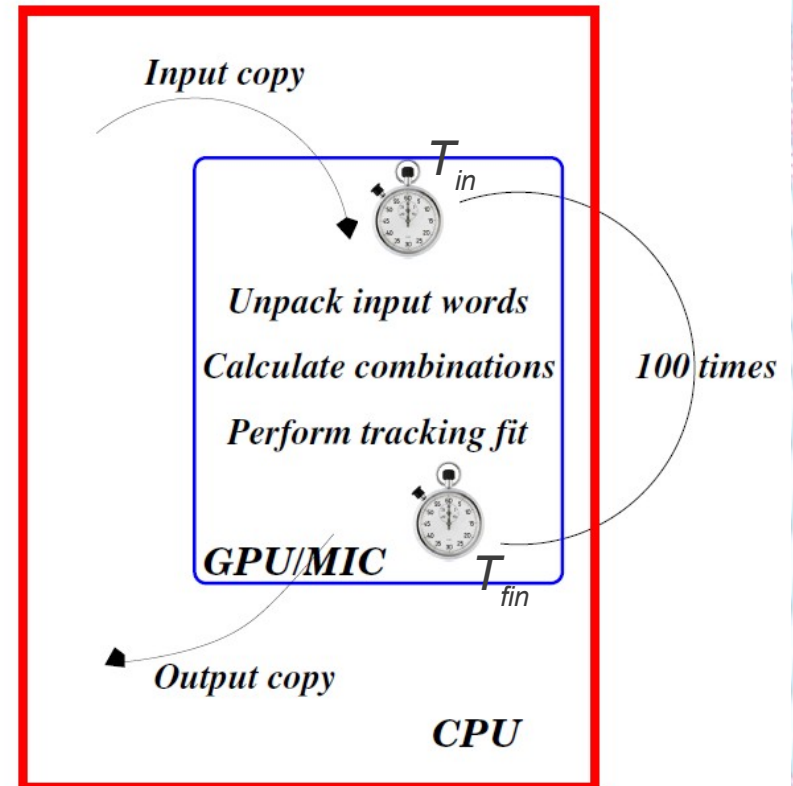 Input copy
T in
Unpack input words
Calculate combinations
100 times
Perform tracking fit
GPU/MIC
T fin
Output copy
CPU